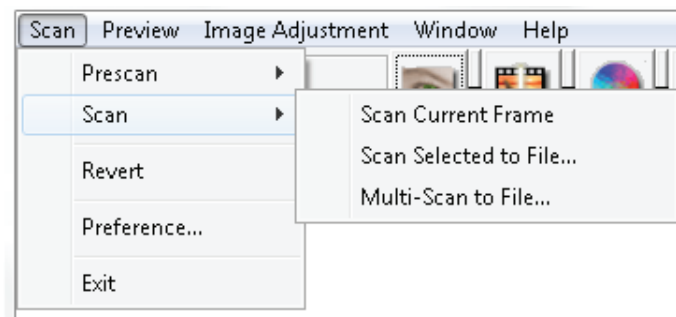 Scan Preview Image Adjustment Window Help
Prescan
Scan
Revert
Preference...
Exit
Scan Current Frame
Scan Selected to File...
Multi-Scan to File...